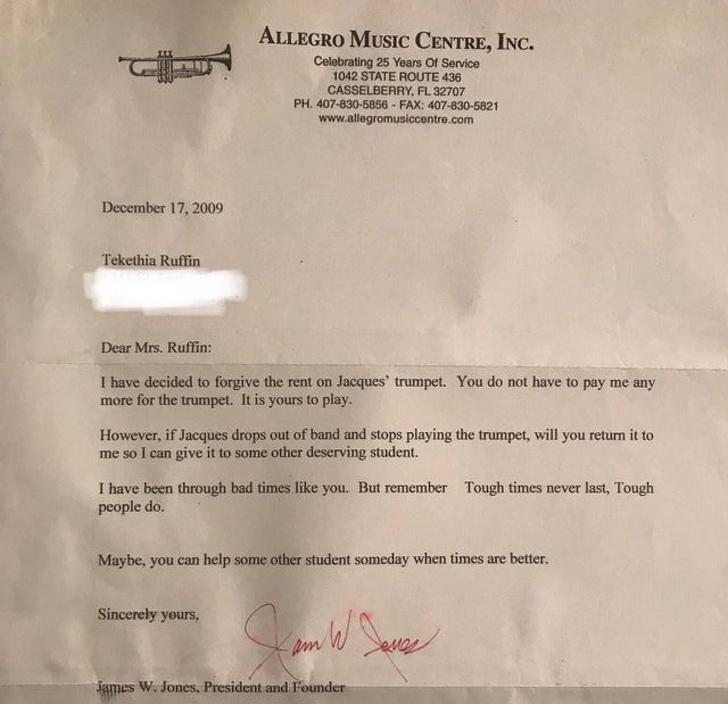 ALLEGRO MUSIC CENTRE, INC.
Celebrating 25 Years Of Service
1042 STATE ROUTE 436
CASSELBERRY, FL 32707
PH. 407-830-5856 - FAX: 407-830-5821
www.allegromusiccentre.com
December 17, 2009
Tekethia Ruffin
Dear Mrs. Ruffin:
I have decided to forgive the rent on Jacques’ trumpet. You do not have to pay me any
more for the trumpet. It is yours to play.
However, if Jacques drops out of band and stops playing the trumpet, will you return it to
me so I can give it to some other deserving student.
I have been through bad times like you. But remember Tough times never last, Tough
people do.
Maybe, you can help some other student someday when times are better.
Sincerely yours,
Jam W Jones
James W. Jones, President and Founder